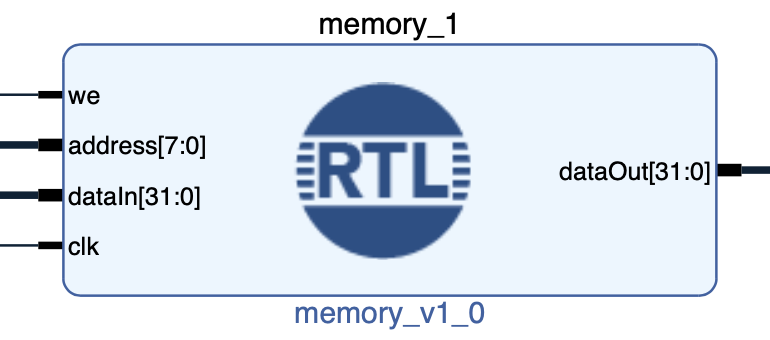 memory_1
we
address[7:0]
dataIn[31:0]
clk
RTL
dataOut[31:0]
memory_v1_0